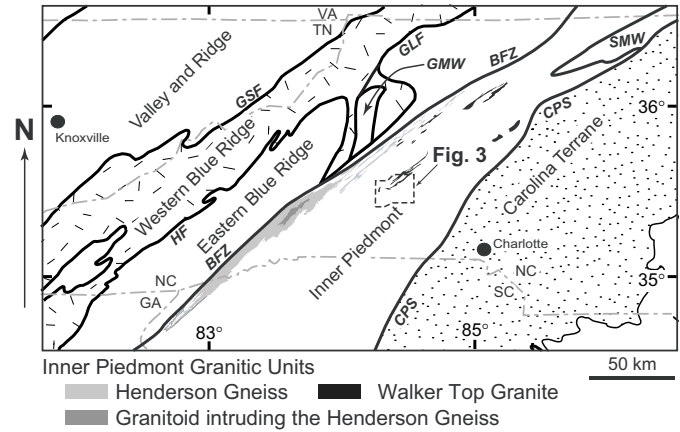 VA
TN
Valley and Ridge
GSF
GLF
GMW
BFZ
SMW
N
Knoxville
36°
CPS
Western Blue Ridge
Fig. 3
Carolina Terrane
Eastern Blue Ridge
HF
BFZ
Inner Piedmont
Charlotte
NC
NC
35°
GA
SC
CPS
83°
85°
Inner Piedmont Granitic Units
50 km
Henderson Gneiss
Walker Top Granite
Granitoid intruding the Henderson Gneiss